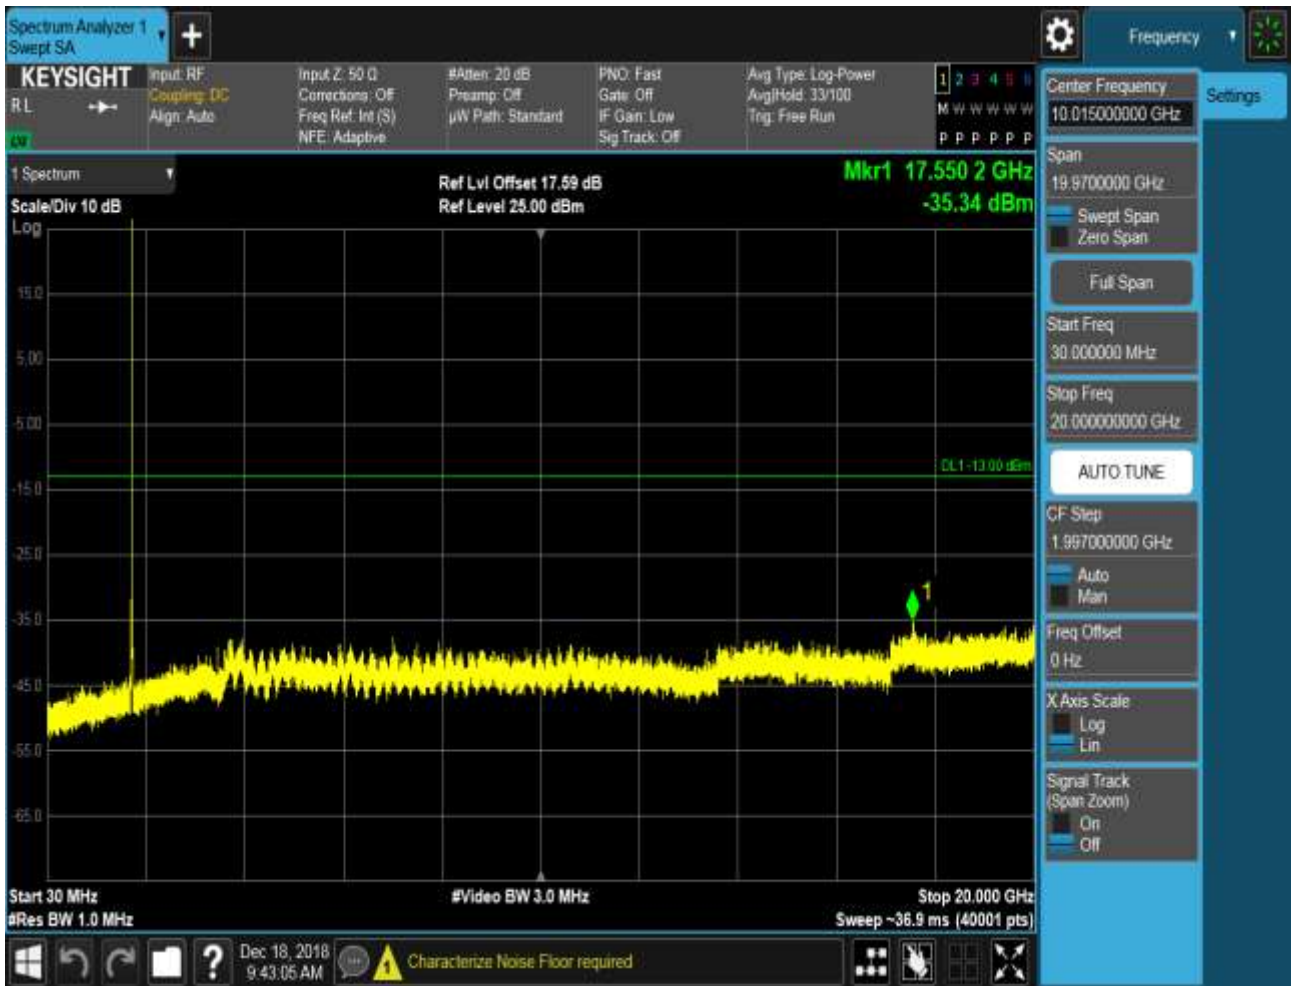 Spectrum Analyzer 1
Swept SA
+
Frequency
KEYSIGHT
RL
Input: RF
Coupling: DC
Align: Auto
Input Z: 50 Ω
Corrections: Off
Freq Ref: Int (S)
NFE: Adaptive
#Atten: 20 dB
Preamp: Off
µW Path: Standard
PNO: Fast
Gate: Off
IF Gain: Low
Sig Track: Off
Avg Type: Log-Power
Avg|Hold: 33/100
Trig: Free Run
1 2 3 4 5 6
M W W W W W
P P P P P P
1 Spectrum
Scale/Div 10 dB
Log
Ref Lvl Offset 17.59 dB
Ref Level 25.00 dBm
Mkr1 17.550 2 GHz
-35.34 dBm
15.0
5.00
-5.00
DL1 -13.00 dBm
-15.0
-25.0
1
-35.0
-45.0
-55.0
-65.0
Start 30 MHz
#Video BW 3.0 MHz
Stop 20.000 GHz
#Res BW 1.0 MHz
Sweep ~36.9 ms (40001 pts)
?
Dec 18, 2018
9:43:05 AM
Characterize Noise Floor required
Center Frequency
10.015000000 GHz
Settings
Span
19.9700000 GHz
Swept Span
Zero Span
Full Span
Start Freq
30.000000 MHz
Stop Freq
20.000000000 GHz
AUTO TUNE
CF Step
1.997000000 GHz
Auto
Man
Freq Offset
0 Hz
X Axis Scale
Log
Lin
Signal Track
(Span Zoom)
On
Off